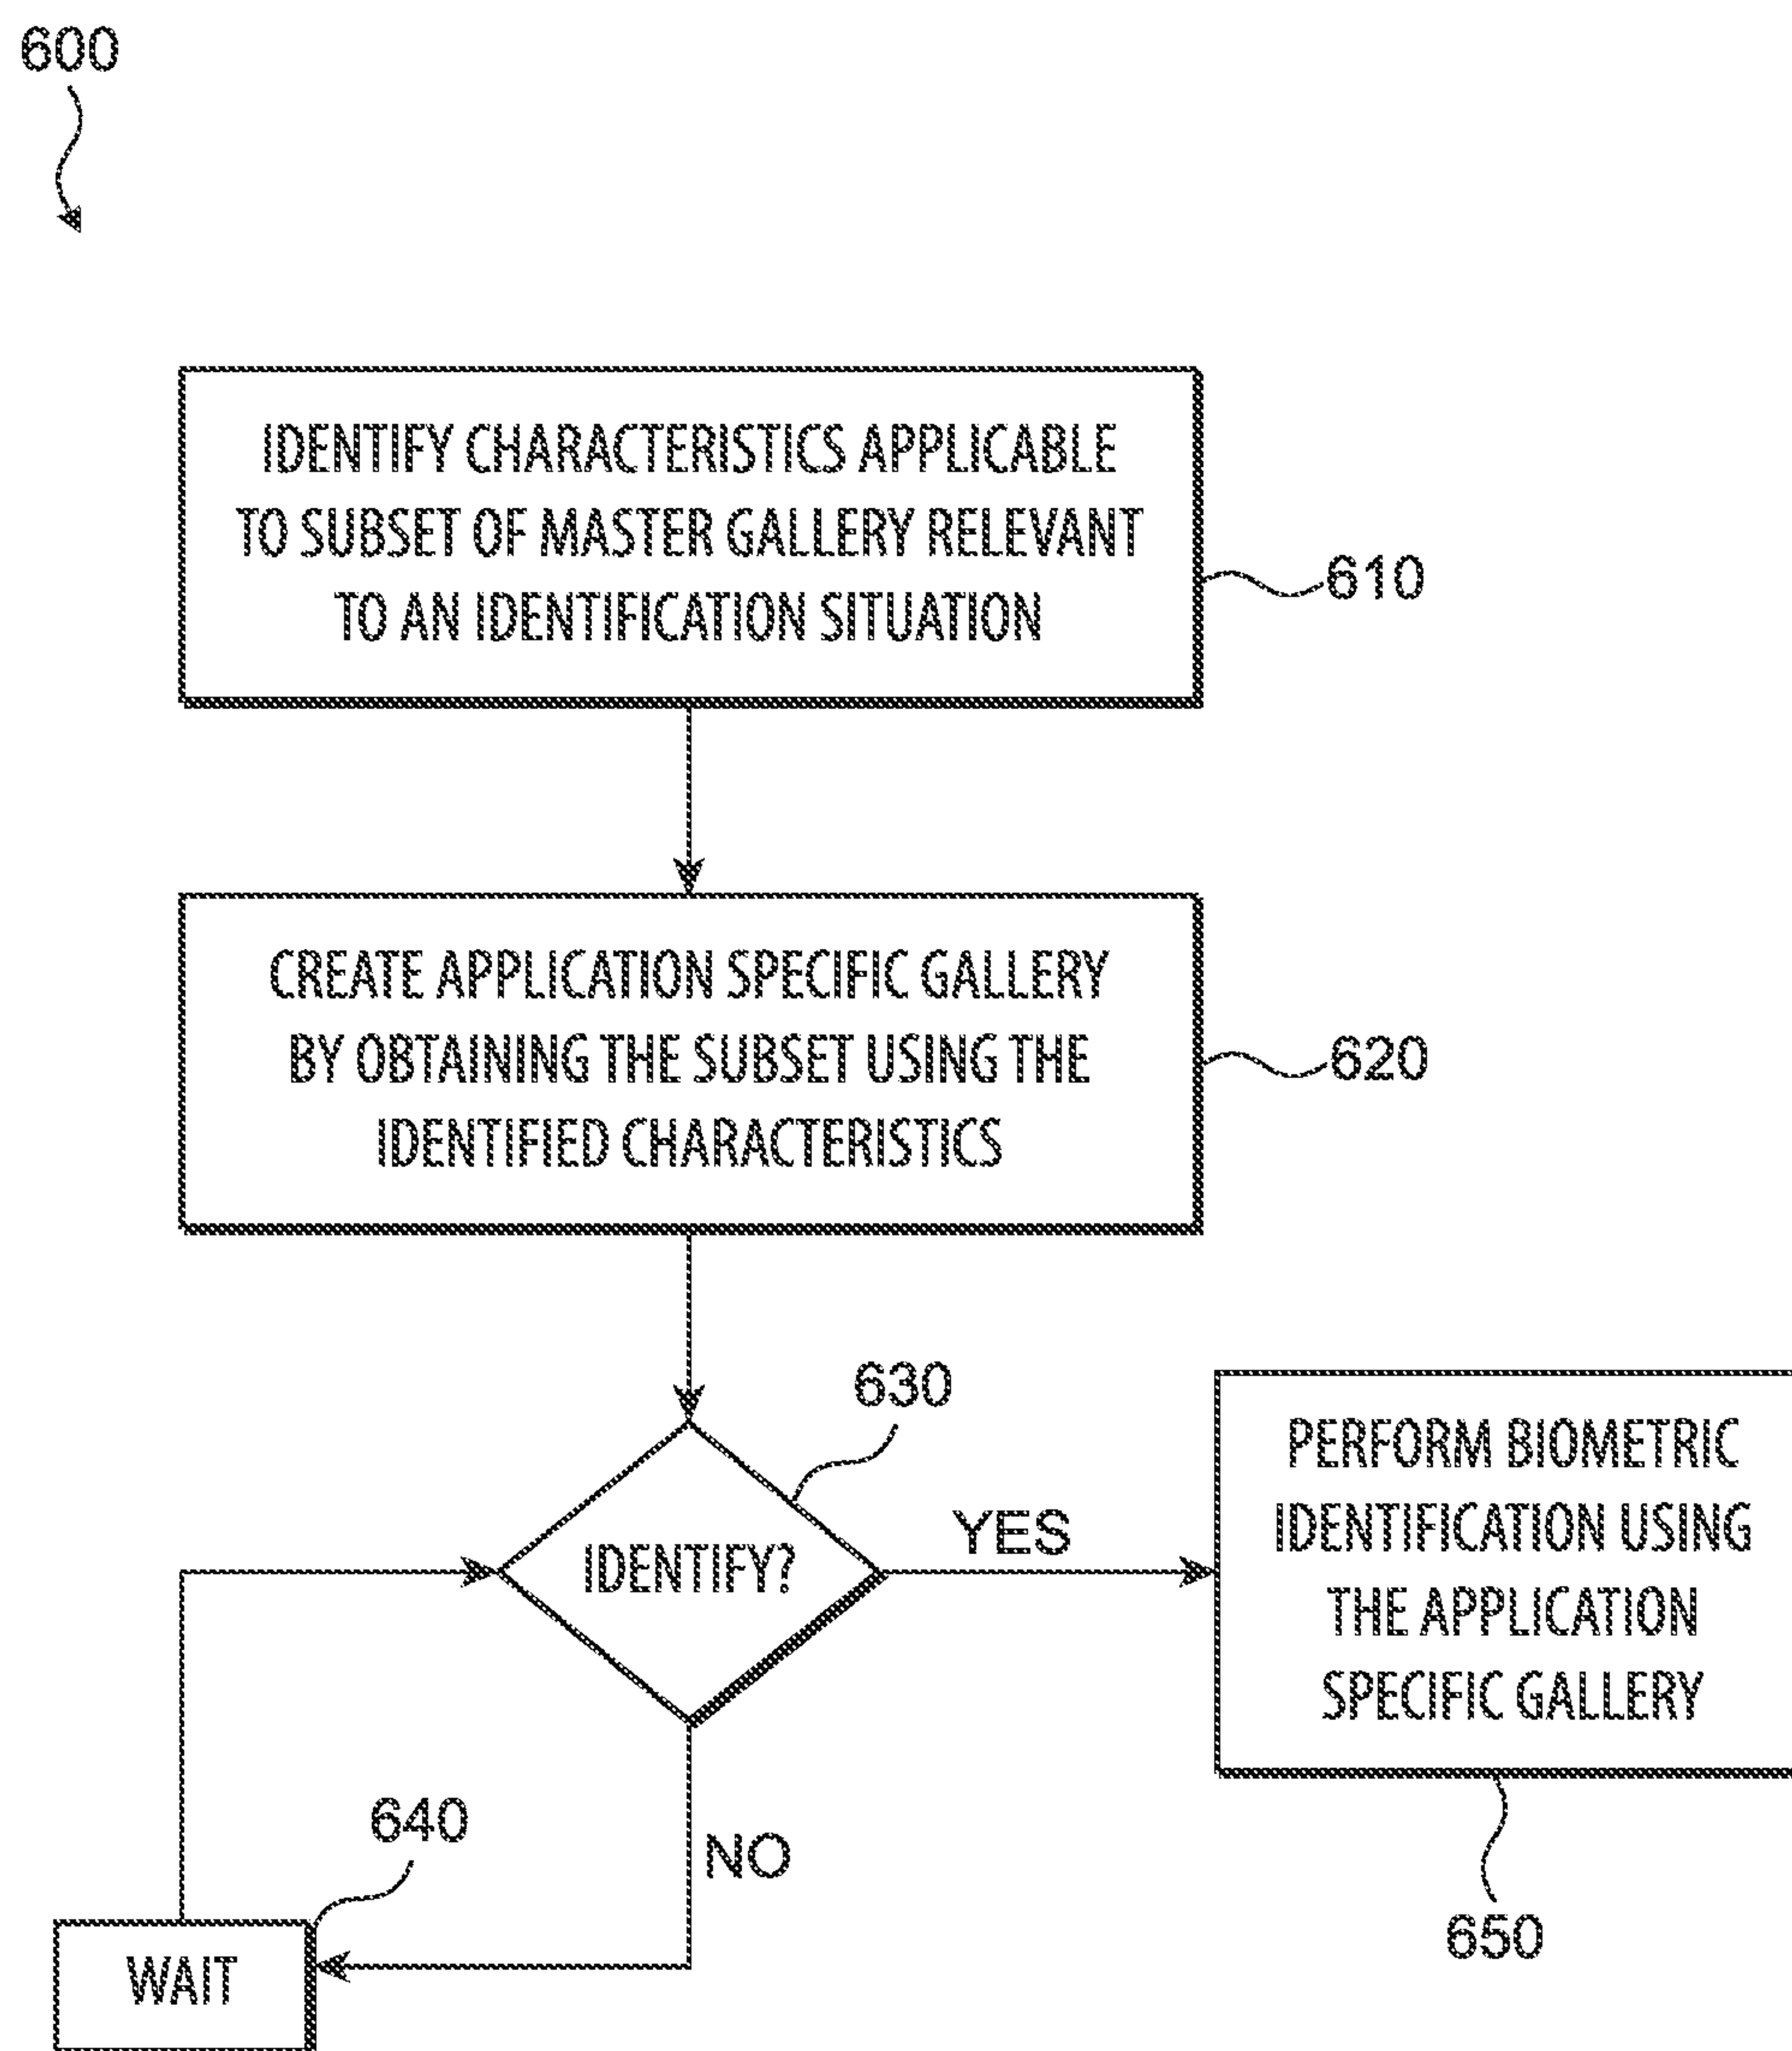 600
IDENTIFY CHARACTERISTICS APPLICABLE
TO SUBSET OF MASTER GALLERY RELEVANT
TO AN IDENTIFICATION SITUATION
610
CREATE APPLICATION SPECIFIC GALLERY
BY OBTAINING THE SUBSET USING THE
IDENTIFIED CHARACTERISTICS
620
630
IDENTIFY?
YES
PERFORM BIOMETRIC
IDENTIFICATION USING
THE APPLICATION
SPECIFIC GALLERY
650
NO
640
WAIT